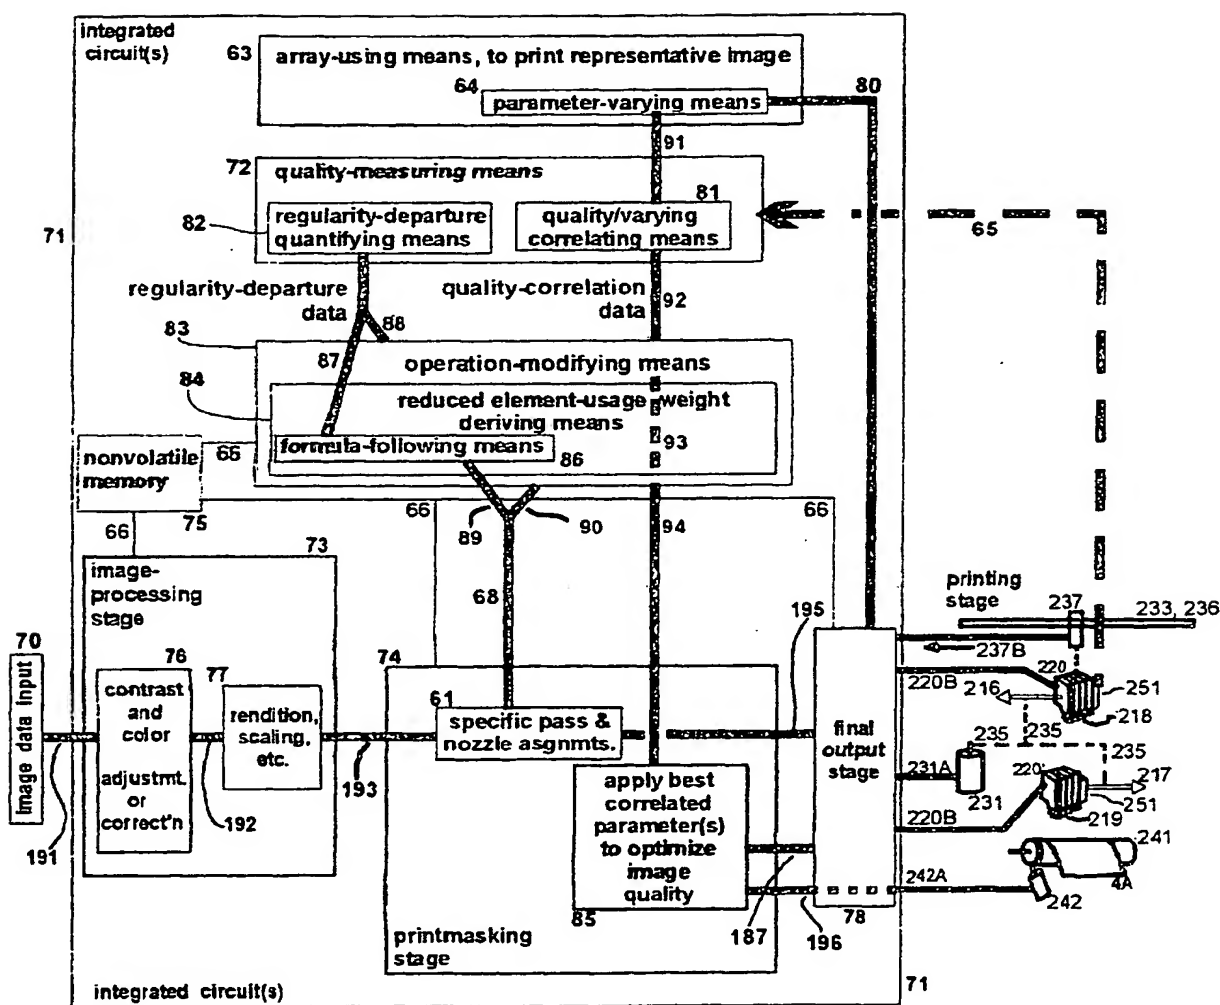 integrated
circuit(s)
63
array-using means, to print representative image
64
parameter-varying means
80
91
72
quality-measuring means
81
82
regularity-departure
quantifying means
quality/varying
correlating means
71
65
regularity-departure
data
quality-correlation
data
92
88
83
87
operation-modifying means
84
reduced element-usage weight
deriving means
formula-following means
93
86
66
nonvolatile
memory
66
75
66
89
90
94
66
73
image-
processing
stage
68
195
printing
stage
237
233, 236
237B
70
Image data input
76
contrast
and
color
adjustmt.
or
correct'n
77
rendition,
scaling,
etc.
74
61
specific pass &
nozzle asgnmts.
final
output
stage
220B
220
216
251
218
235
235
235
231A
231
220
217
251
219
220B
191
192
193
apply best
correlated
parameter(s)
to optimize
image
quality
85
187
196
242A
241
4A
242
78
printmasking
stage
71
integrated circuit(s)